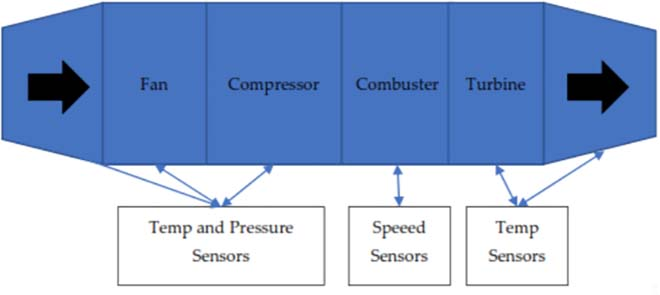 Fan
Compressor
Combuster
Turbine
Temp and Pressure
Sensors
Speeed
Sensors
Temp
Sensors